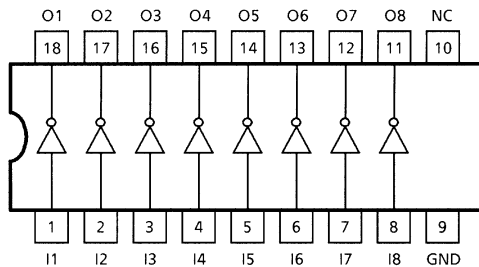 O1 O2 O3 O4 O5 O6 O7 O8 NC
18 17 16 15 14 13 12 11 10
1 2 3 4 5 6 7 8 9
I1 I2 I3 I4 I5 I6 I7 I8 GND